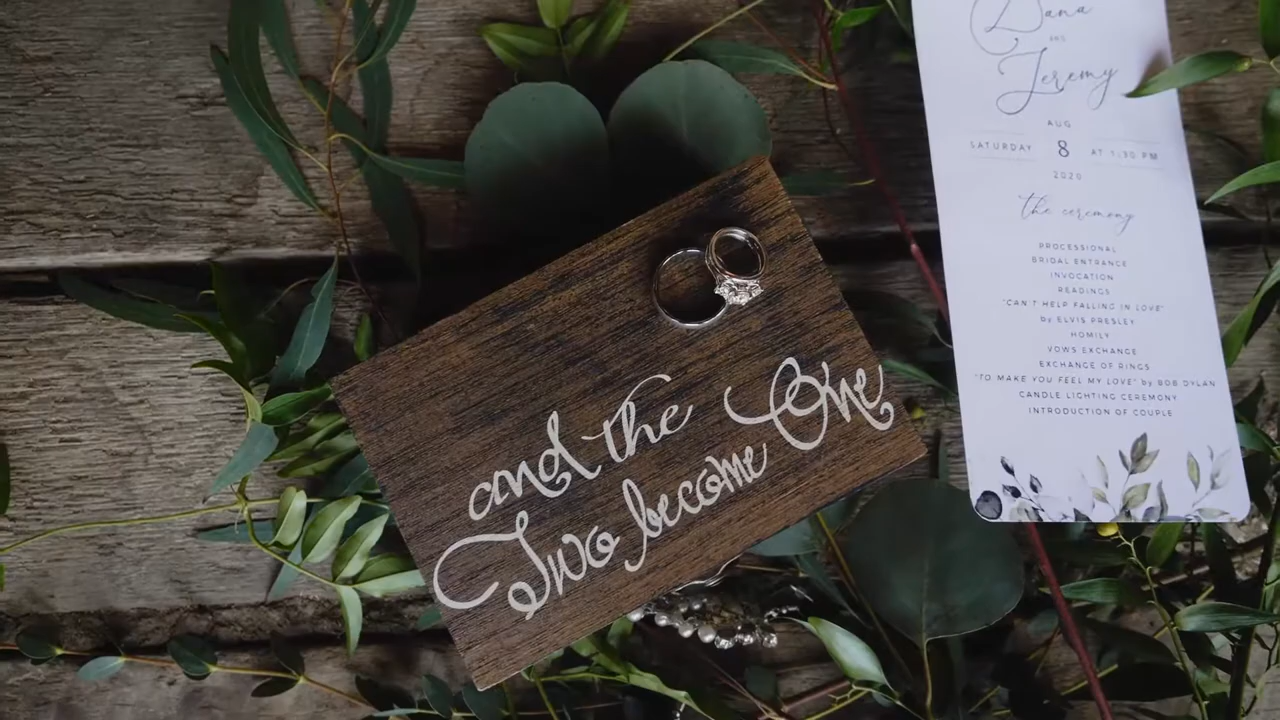 and the
Two become One
Dana
and
Jeremy
AUG
SATURDAY 8 AT 1:30 PM
2020
the ceremony
PROCESSIONAL
BRIDAL ENTRANCE
INVOCATION
READINGS
"CAN'T HELP FALLING IN LOVE"
by ELVIS PRESLEY
HOMILY
VOWS EXCHANGE
EXCHANGE OF RINGS
"TO MAKE YOU FEEL MY LOVE" by BOB DYLAN
CANDLE LIGHTING CEREMONY
INTRODUCTION OF COUPLE